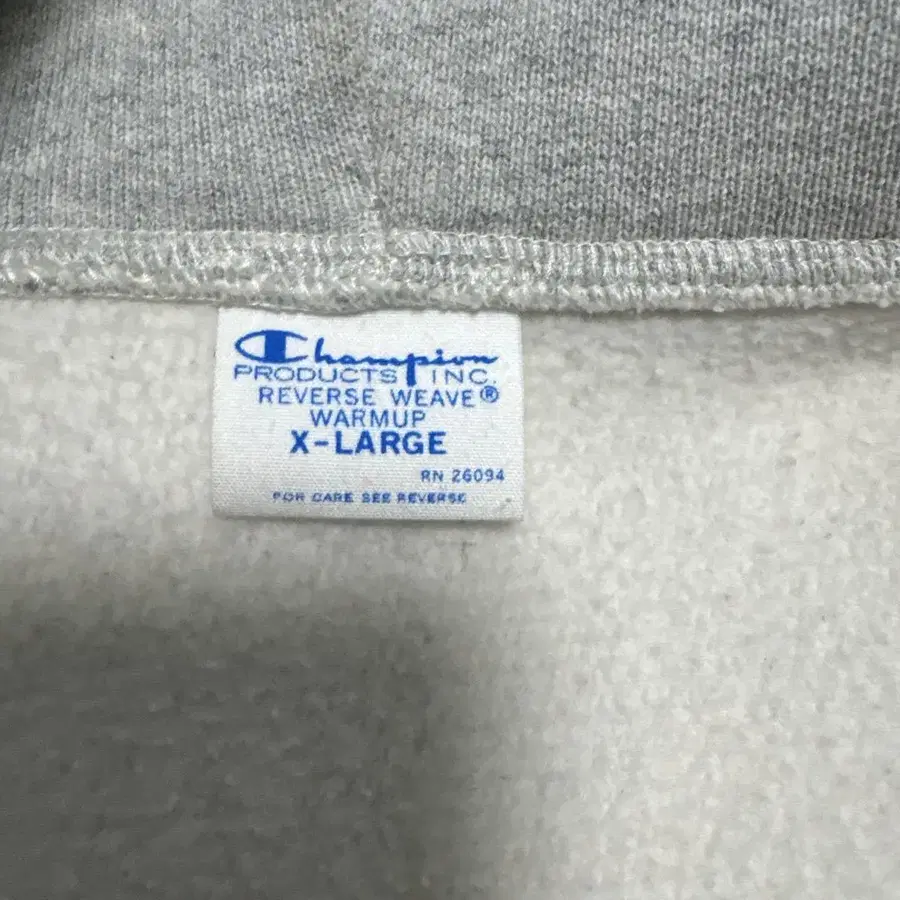 Champion
PRODUCTS INC.
REVERSE WEAVE®
WARMUP
X-LARGE
RN 26094
FOR CARE SEE REVERSE